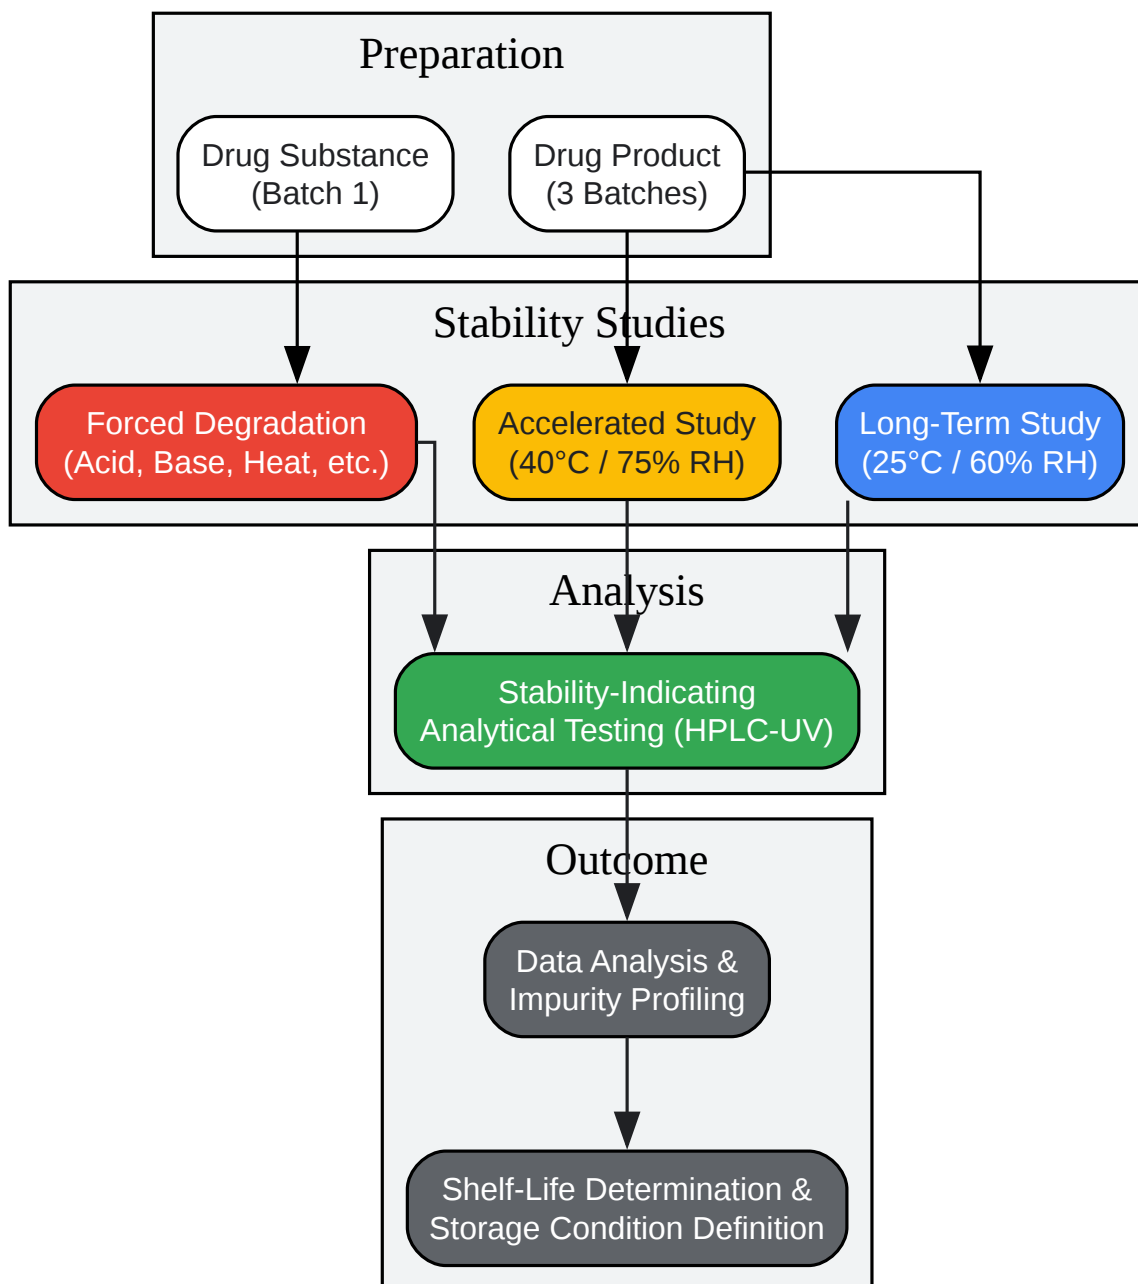 Preparation
Drug Substance
(Batch 1)
Drug Product
(3 Batches)
Stability Studies
Forced Degradation
(Acid, Base, Heat, etc.)
Accelerated Study
(40°C / 75% RH)
Long-Term Study
(25°C / 60% RH)
Analysis
Stability-Indicating
Analytical Testing (HPLC-UV)
Outcome
Data Analysis &
Impurity Profiling
Shelf-Life Determination &
Storage Condition Definition